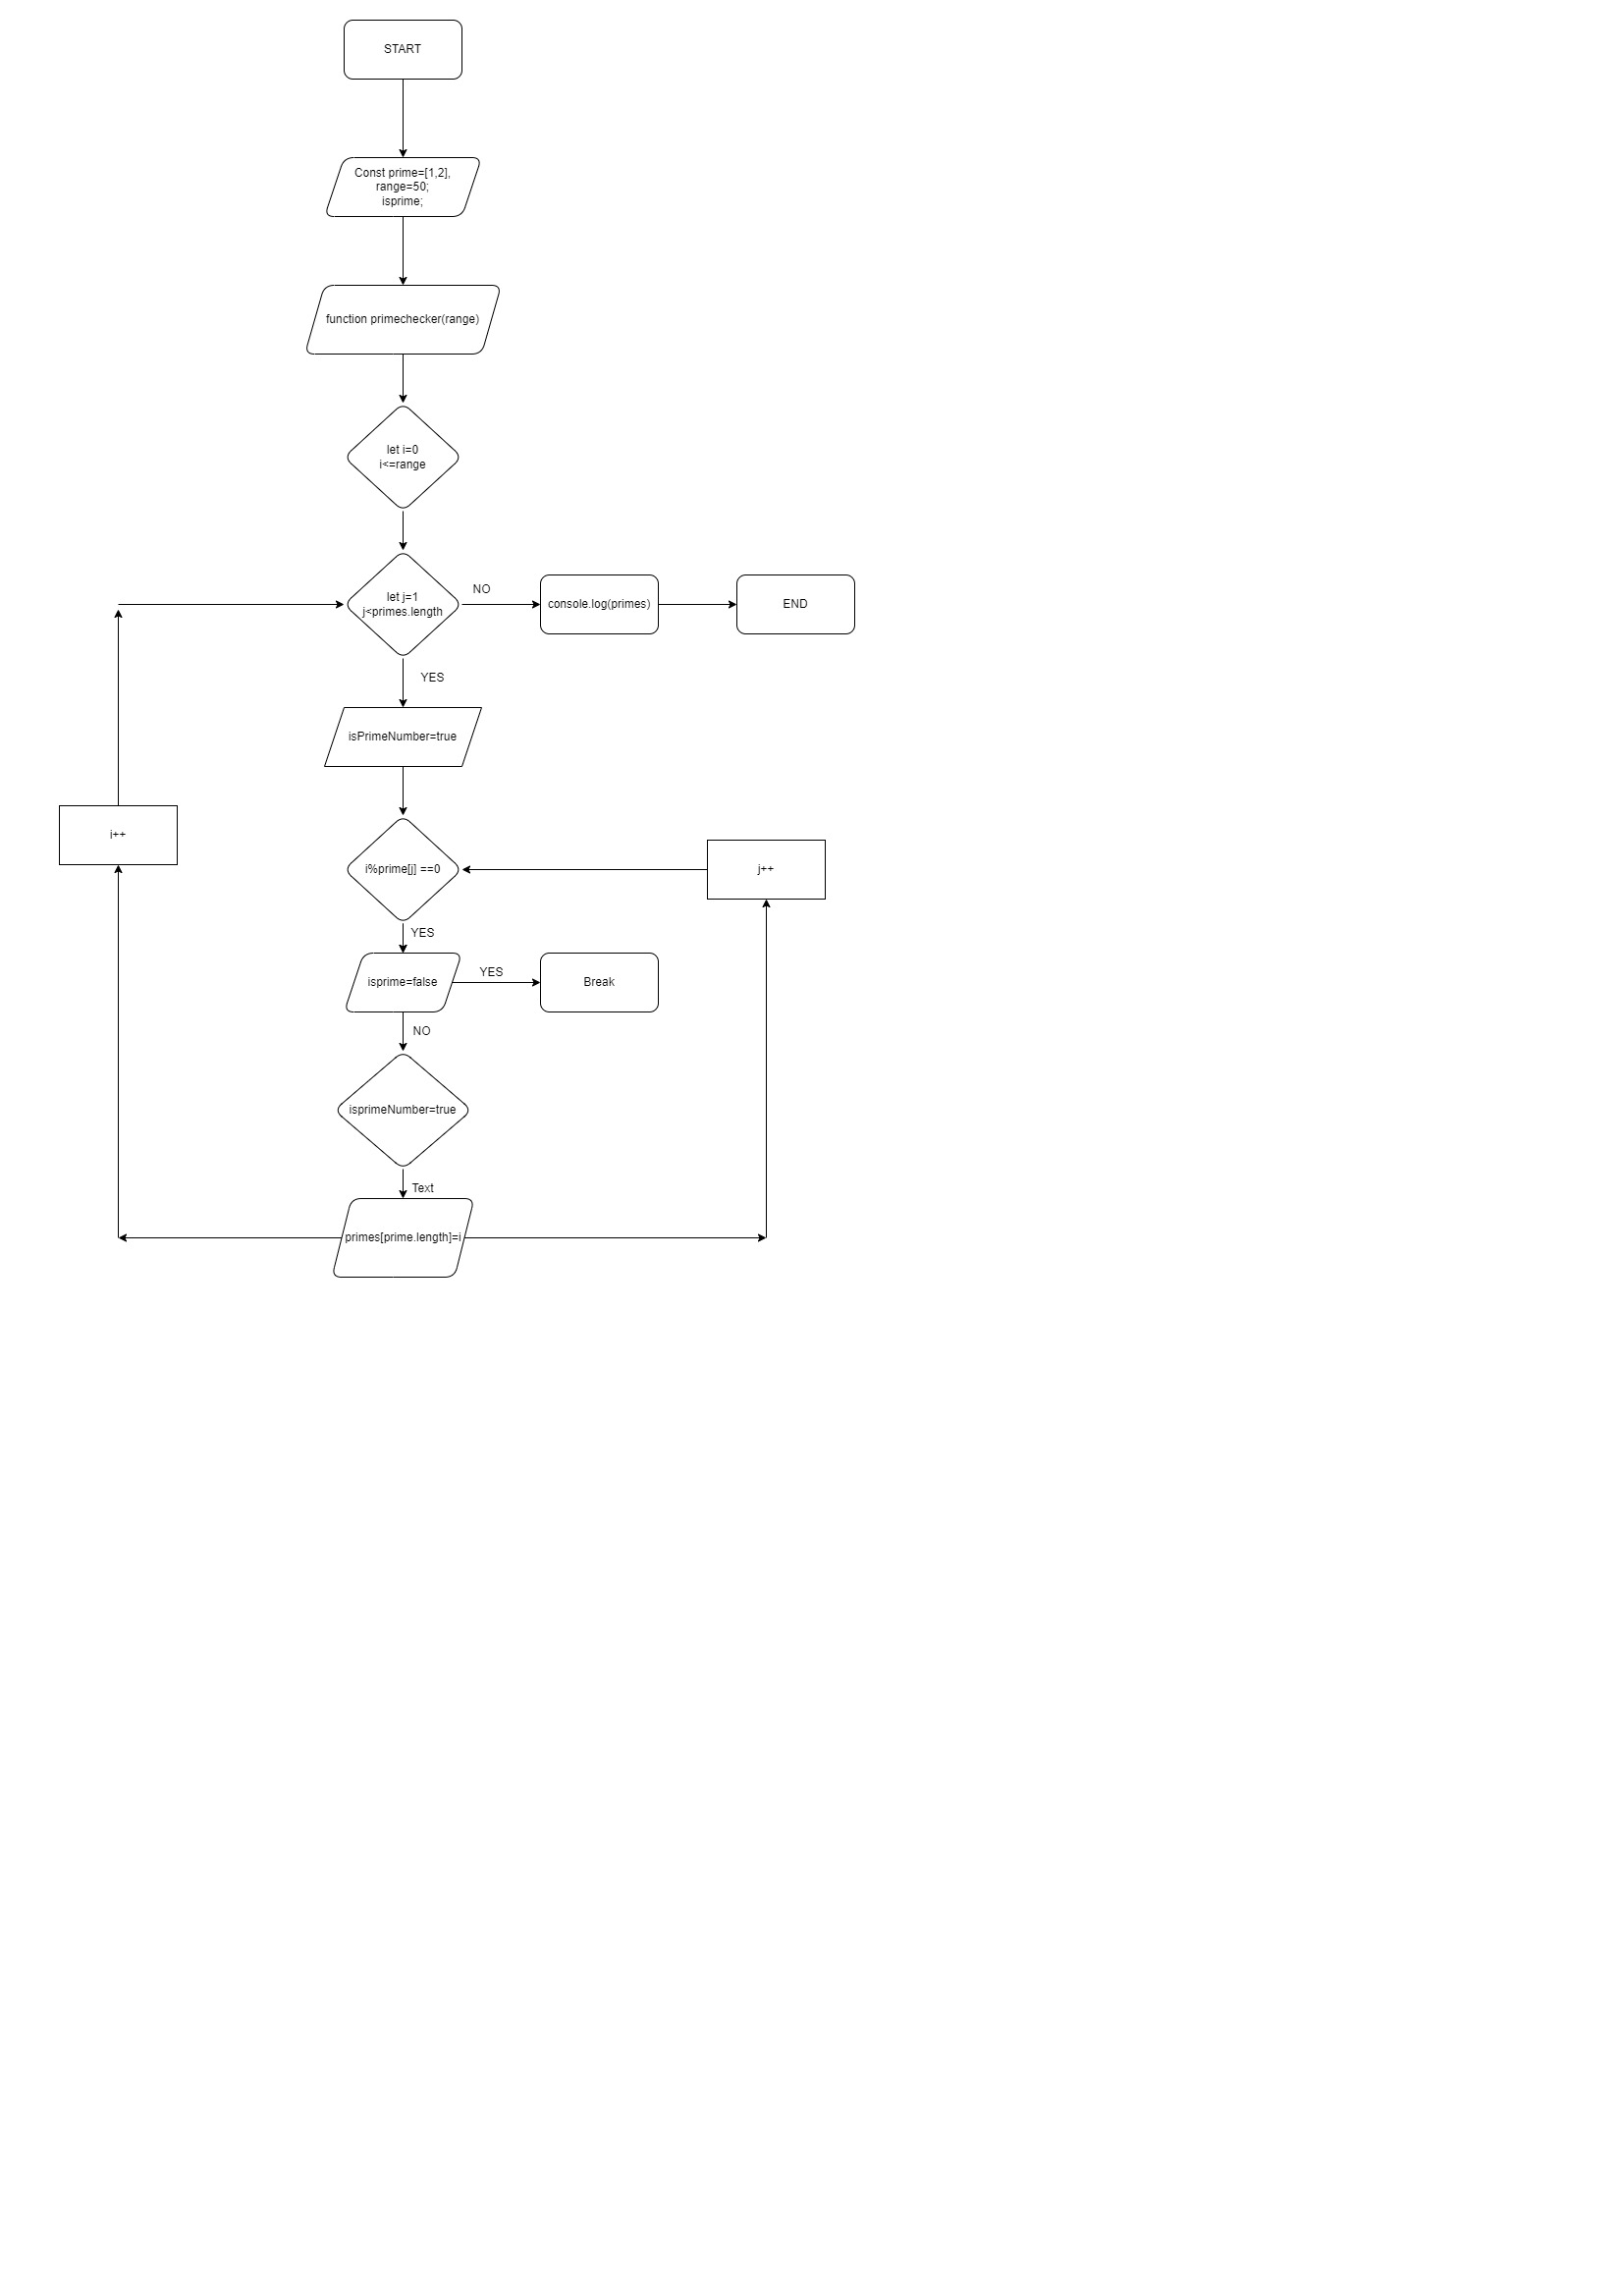 START
Const prime=[1,2],
range=50;
isprime;
function primechecker(range)
let i=0
i<=range
let j=1
j<primes.length
NO
console.log(primes)
END
YES
isPrimeNumber=true
i++
i%prime[j] ==0
j++
YES
isprime=false
YES
Break
NO
isprimeNumber=true
Text
primes[prime.length]=i